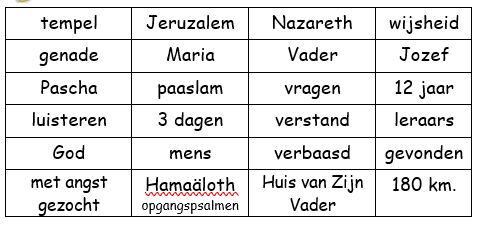 tempel Jeruzalem Nazareth wijsheid
genade Maria Vader Jozef
Pascha paaslam vragen 12 jaar
luisteren 3 dagen verstand leraars
God mens verbaasd gevonden
met angst gezocht Hamaäloth opgangspsalmen Huis van Zijn Vader 180 km.